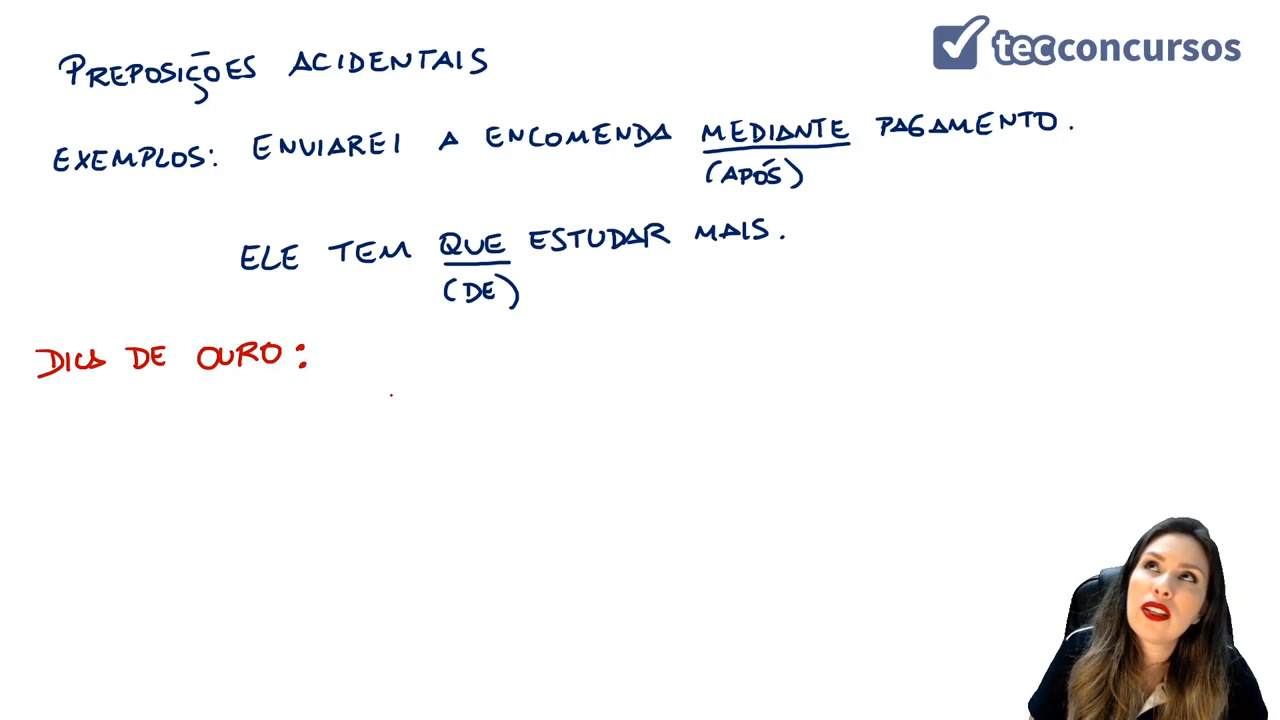 tecconcursos
PREPOSIÇÕES ACIDENTAIS
EXEMPLOS: ENVIAREI A ENCOMENDA MEDIANTE PAGAMENTO.
(APÓS)
ELE TEM QUE ESTUDAR MAIS.
(DE)
DICA DE OURO: